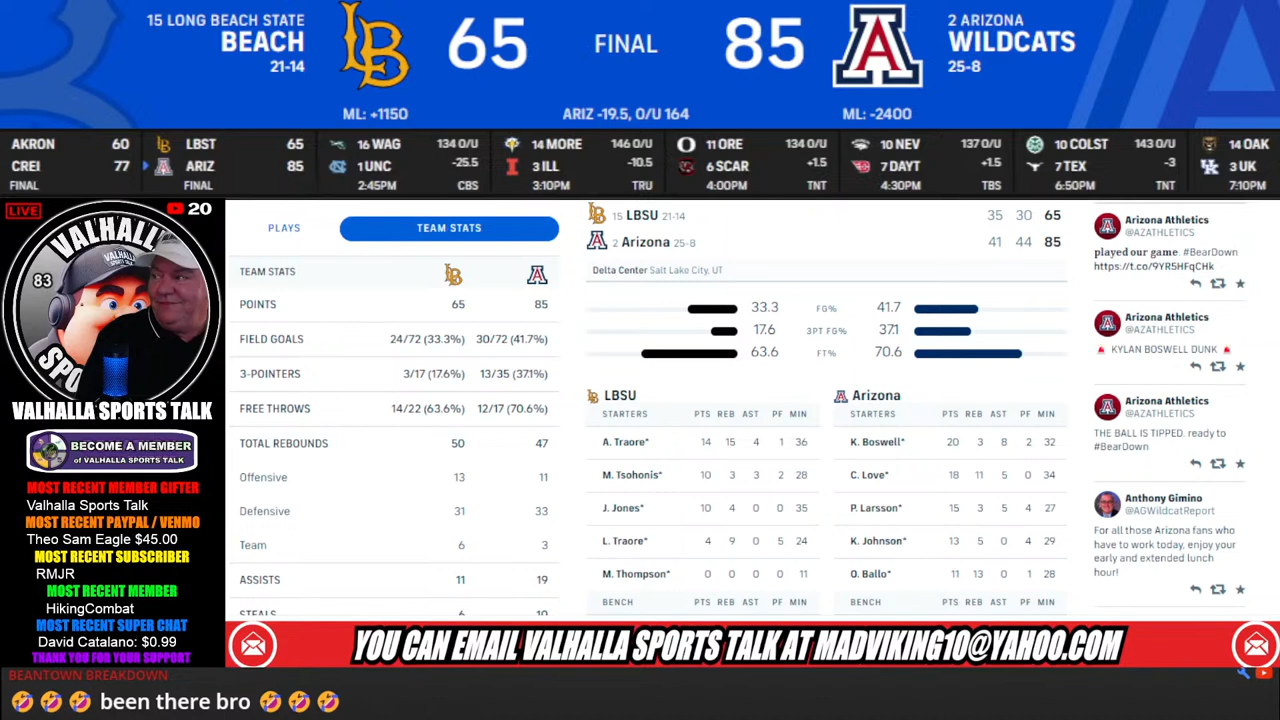 15 LONG BEACH STATE
BEACH
21-14
LB
65
FINAL
85
A
2 ARIZONA
WILDCATS
25-8
ML: +1150
ARIZ -19.5, O/U 164
ML: -2400
AKRON 60
CREI 77
FINAL
LBST 65
ARIZ 85
FINAL
16 WAG 134 O/U
1 UNC -25.5
2:45PM CBS
14 MORE 146 O/U
3 ILL -10.5
3:10PM TRU
11 ORE 134 O/U
6 SCAR +1.5
4:00PM TNT
10 NEV 137 O/U
7 DAYT +1.5
4:30PM TBS
10 COLST 143 O/U
7 TEX -3
6:50PM TNT
14 OAK
3 UK
7:10PM
LIVE
20
VALHALLA
83
SPO
VALHALLA SPORTS TALK
BECOME A MEMBER
of VALHALLA SPORTS TALK
MOST RECENT MEMBER GIFTER
Valhalla Sports Talk
MOST RECENT PAYPAL / VENMO
Theo Sam Eagle $45.00
MOST RECENT SUBSCRIBER
RMJR
MOST RECENT MEMBER
HikingCombat
MOST RECENT SUPER CHAT
David Catalano: $0.99
THANK YOU FOR YOUR SUPPORT
PLAYS
TEAM STATS
TEAM STATS
POINTS 65 85
FIELD GOALS 24/72 (33.3%) 30/72 (41.7%)
3-POINTERS 3/17 (17.6%) 13/35 (37.1%)
FREE THROWS 14/22 (63.6%) 12/17 (70.6%)
TOTAL REBOUNDS 50 47
Offensive 13 11
Defensive 31 33
Team 6 3
ASSISTS 11 19
STEALS 6 10
15 LBSU 21-14 35 30 65
2 Arizona 25-8 41 44 85
Delta Center Salt Lake City, UT
33.3 FG% 41.7
17.6 3PT FG% 37.1
63.6 FT% 70.6
LBSU
STARTERS PTS REB AST PF MIN
A. Traore* 14 15 4 1 36
M. Tsohonis* 10 3 3 2 28
J. Jones* 10 4 0 0 35
L. Traore* 4 9 0 5 24
M. Thompson* 0 0 0 0 11
BENCH PTS REB AST PF MIN
Arizona
STARTERS PTS REB AST PF MIN
K. Boswell* 20 3 8 2 32
C. Love* 18 11 5 0 34
P. Larsson* 15 3 5 4 27
K. Johnson* 13 5 0 4 29
O. Ballo* 11 13 0 1 28
BENCH PTS REB AST PF MIN
Arizona Athletics
@AZATHLETICS
played our game. #BearDown
https://t.co/9YR5HFqCHk
Arizona Athletics
@AZATHLETICS
🚨 KYLAN BOSWELL DUNK 🚨
Arizona Athletics
@AZATHLETICS
THE BALL IS TIPPED. ready to
#BearDown
Anthony Gimino
@AGWildcatReport
For all those Arizona fans who
have to work today, enjoy your
early and extended lunch
hour!
YOU CAN EMAIL VALHALLA SPORTS TALK AT MADVIKING10@YAHOO.COM
BEANTOWN BREAKDOWN
🤣 🤣 🤣 been there bro 🤣 🤣 🤣